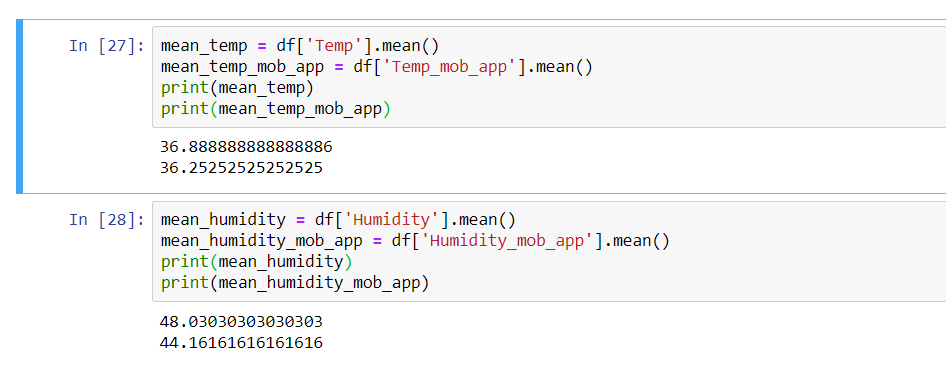 In [27]: mean_temp = df['Temp'].mean()
mean_temp_mob_app = df['Temp_mob_app'].mean()
print(mean_temp)
print(mean_temp_mob_app)
36.888888888888886
36.25252525252525
In [28]: mean_humidity = df['Humidity'].mean()
mean_humidity_mob_app = df['Humidity_mob_app'].mean()
print(mean_humidity)
print(mean_humidity_mob_app)
48.03030303030303
44.16161616161616